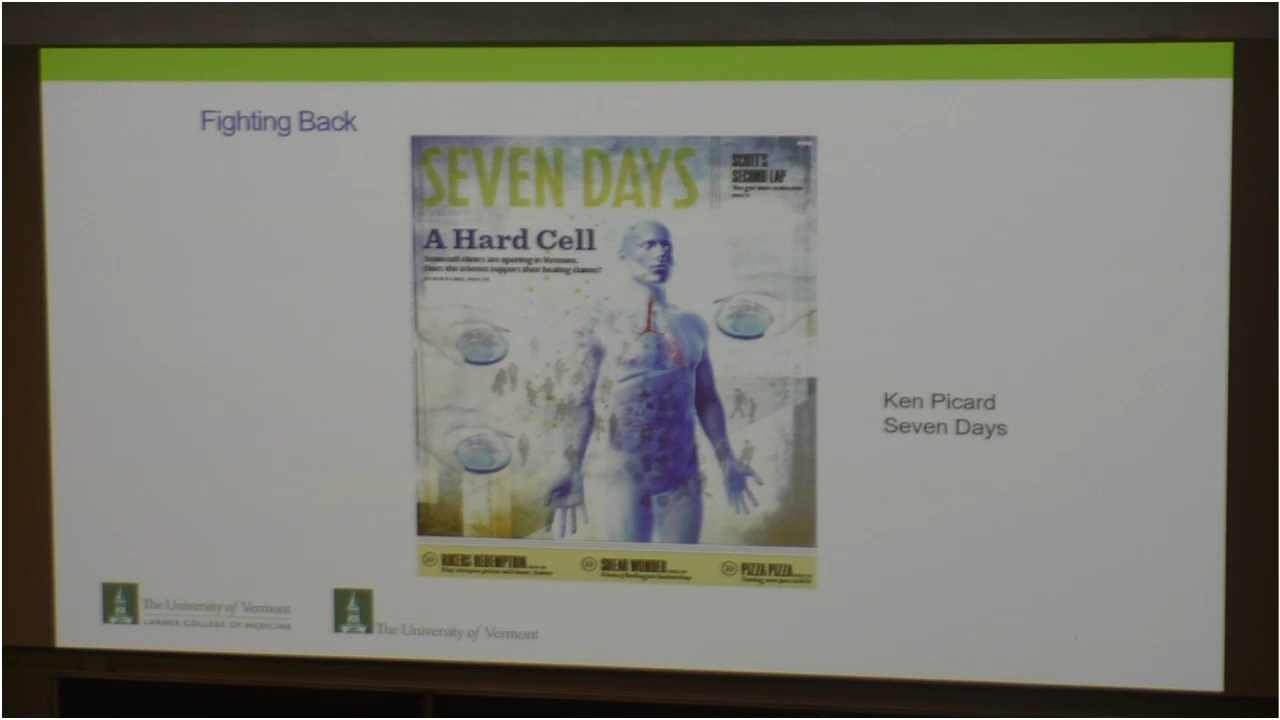 Fighting Back
SEVEN DAYS
SCOTT'S
SECOND LAP
A Hard Cell
Stem cell clinics are opening in Vermont.
Does the science support their healing claims?
Ken Picard
Seven Days
BIKERS REDEMPTION
SHEAR WONDER
PIZZA PIZZA
The University of Vermont
LARNER COLLEGE OF MEDICINE
The University of Vermont